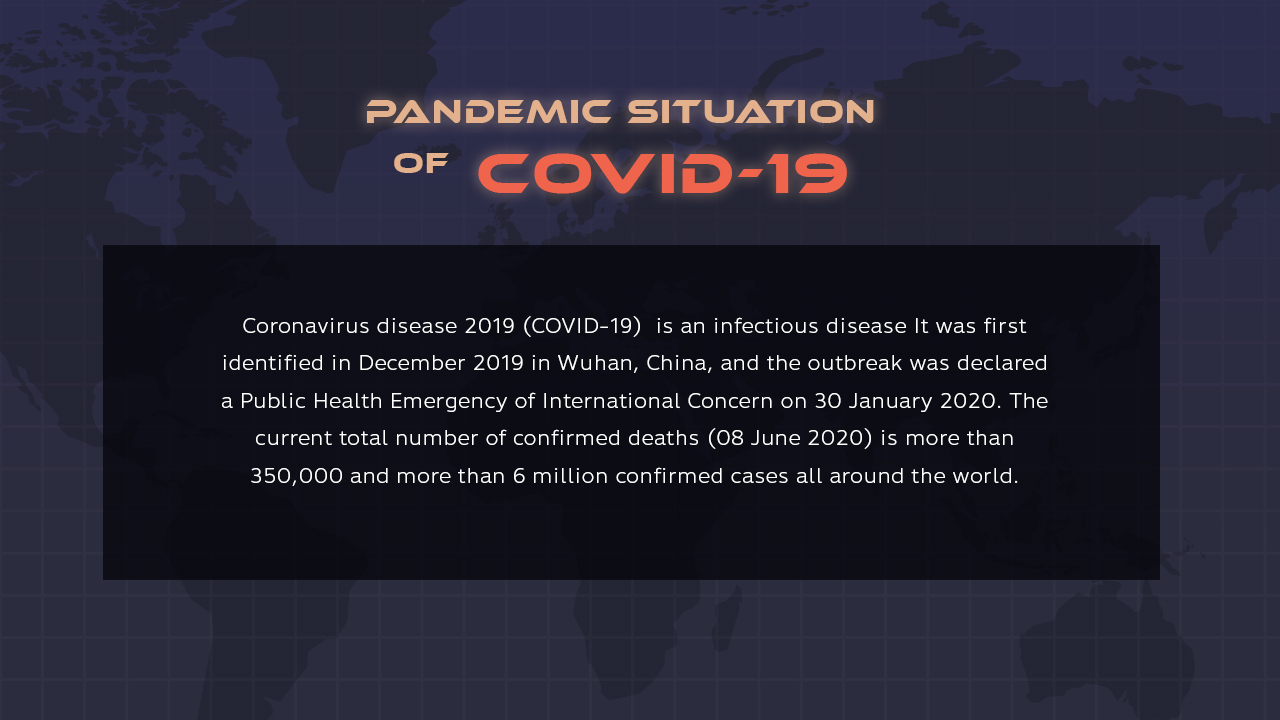 PANDEMIC SITUATION
OF COVID-19
Coronavirus disease 2019 (COVID-19)  is an infectious disease It was first
identified in December 2019 in Wuhan, China, and the outbreak was declared
a Public Health Emergency of International Concern on 30 January 2020. The
current total number of confirmed deaths (08 June 2020) is more than
350,000 and more than 6 million confirmed cases all around the world.